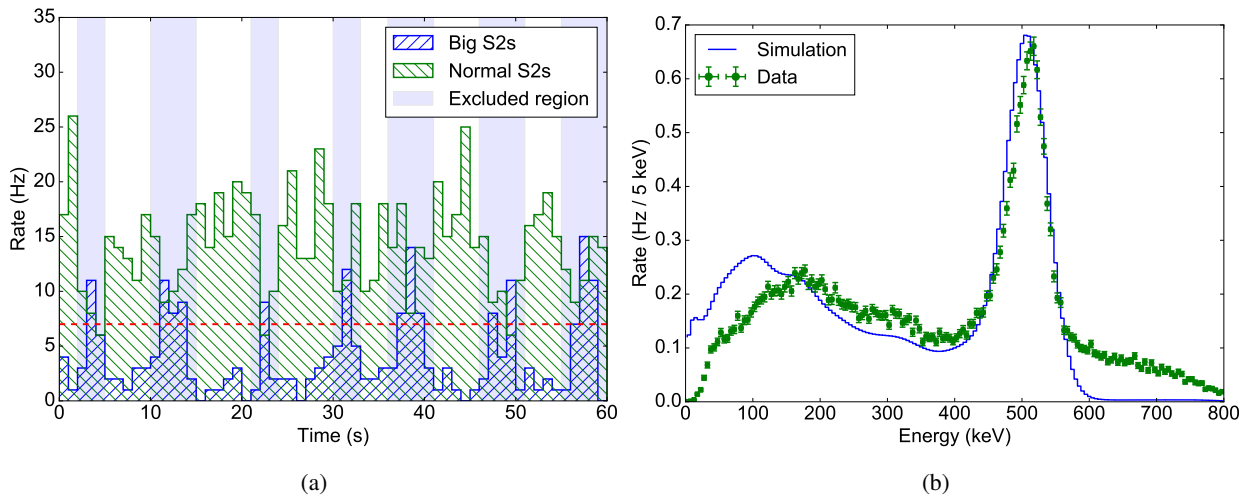 35
30
25
20
15
10
5
0
Rate (Hz)
Big S2s
Normal S2s
Excluded region
0 10 20 30 40 50 60
Time (s)
(a)
0.7
0.6
0.5
0.4
0.3
0.2
0.1
0.0
Rate (Hz / 5 keV)
Simulation
Data
0 100 200 300 400 500 600 700 800
Energy (keV)
(b)